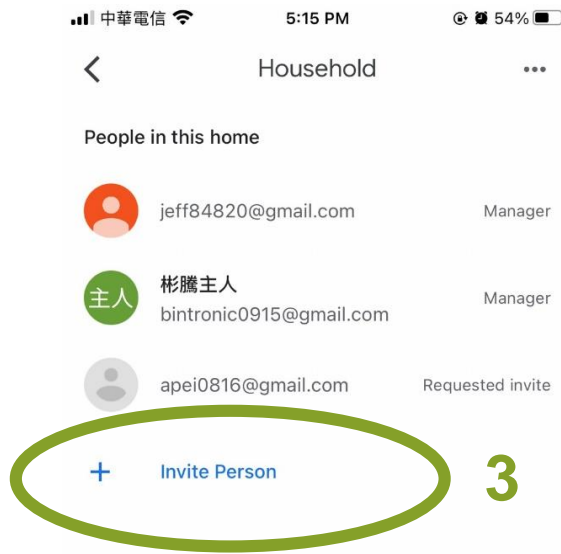 中華電信 5:15 PM 54%
Household
People in this home
jeff84820@gmail.com Manager
主人 彬騰主人
bintronic0915@gmail.com Manager
apei0816@gmail.com Requested invite
+ Invite Person 3